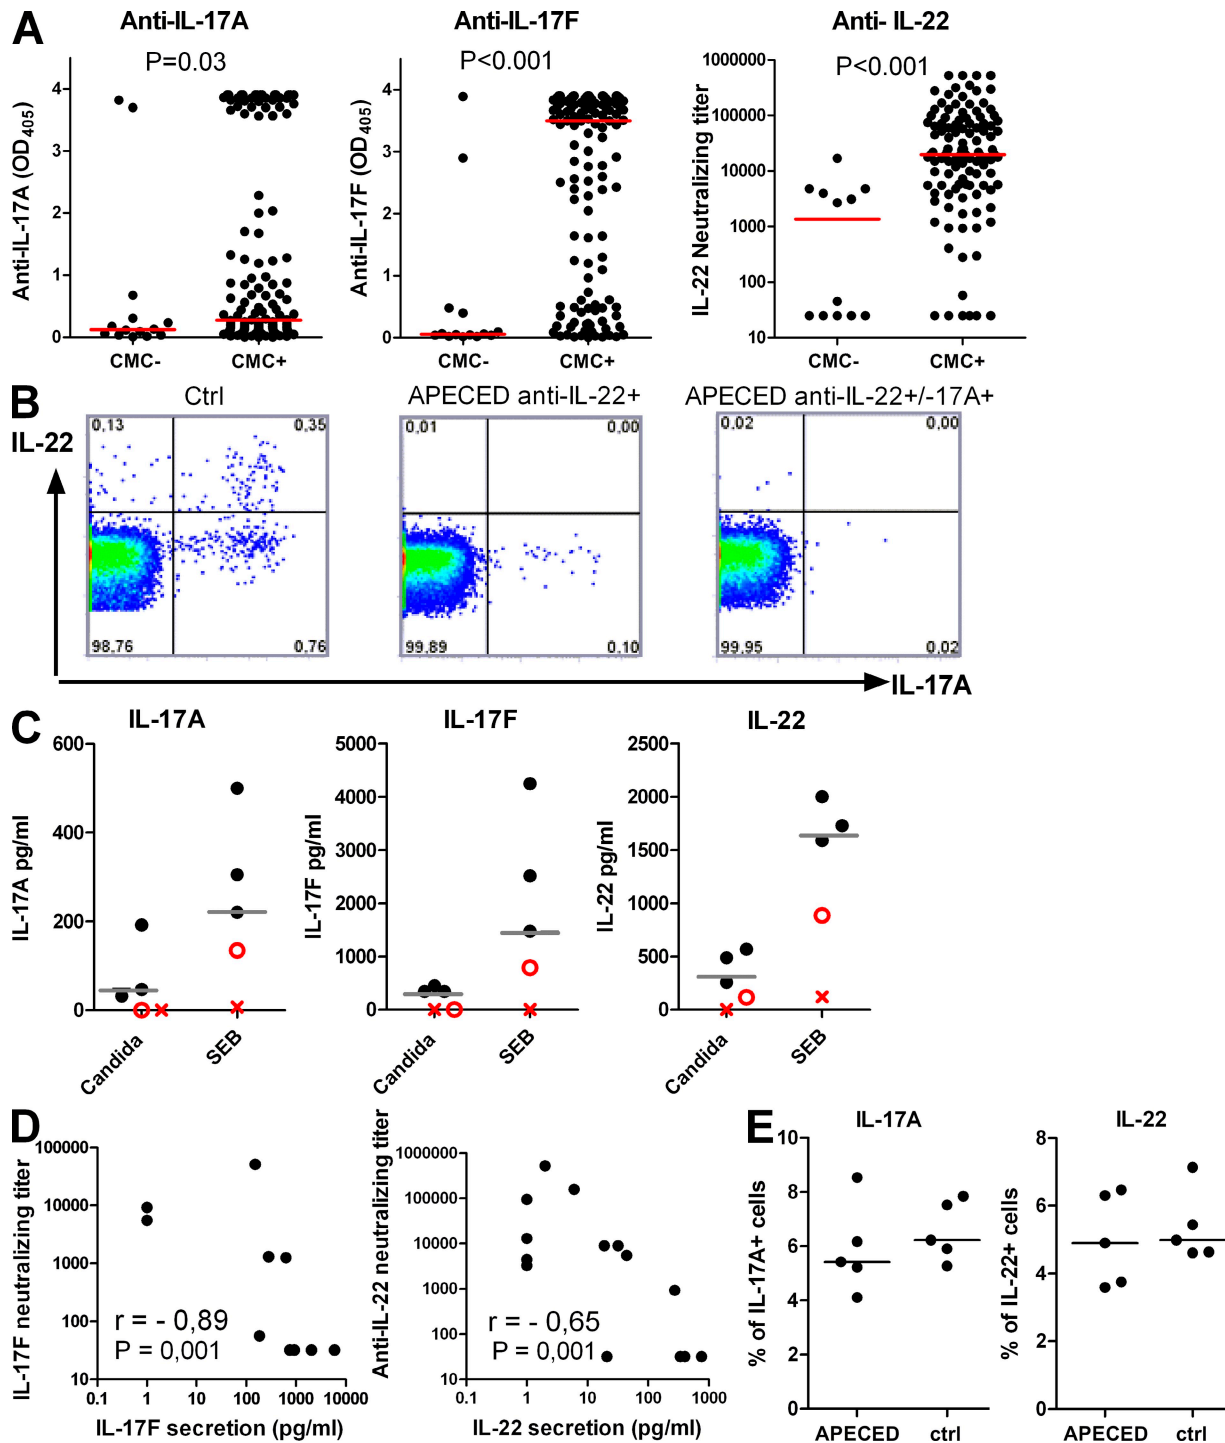 A
Anti-IL-17A
Anti-IL-17F
Anti- IL-22
P=0.03
P<0.001
P<0.001
Anti-IL-17A (OD405)
4
3
2
1
0
CMC-
CMC+
Anti-IL-17F (OD405)
4
3
2
1
0
CMC-
CMC+
IL-22 Neutralizing titer
1000000
100000
10000
1000
100
10
CMC-
CMC+
B
Ctrl
APECED anti-IL-22+
APECED anti-IL-22+/-17A+
IL-22
0,13
0,35
98,76
0,76
0,01
0,00
99,89
0,10
0,02
0,00
99,95
0,02
IL-17A
C
IL-17A
IL-17F
IL-22
IL-17A pg/ml
600
400
200
0
Candida
SEB
IL-17F pg/ml
5000
4000
3000
2000
1000
0
Candida
SEB
IL-22 pg/ml
2500
2000
1500
1000
500
0
Candida
SEB
D
IL-17F neutralizing titer
100000
10000
1000
100
10
r = - 0,89
P = 0,001
0.1
1
10
100
1000
10000
IL-17F secretion (pg/ml)
Anti-IL-22 neutralizing titer
1000000
100000
10000
1000
100
10
r = - 0,65
P = 0,001
0.1
1
10
100
1000
IL-22 secretion (pg/ml)
E
IL-17A
IL-22
% of IL-17A+ cells
10
8
6
4
2
0
APECED
ctrl
% of IL-22+ cells
8
6
4
2
0
APECED
ctrl